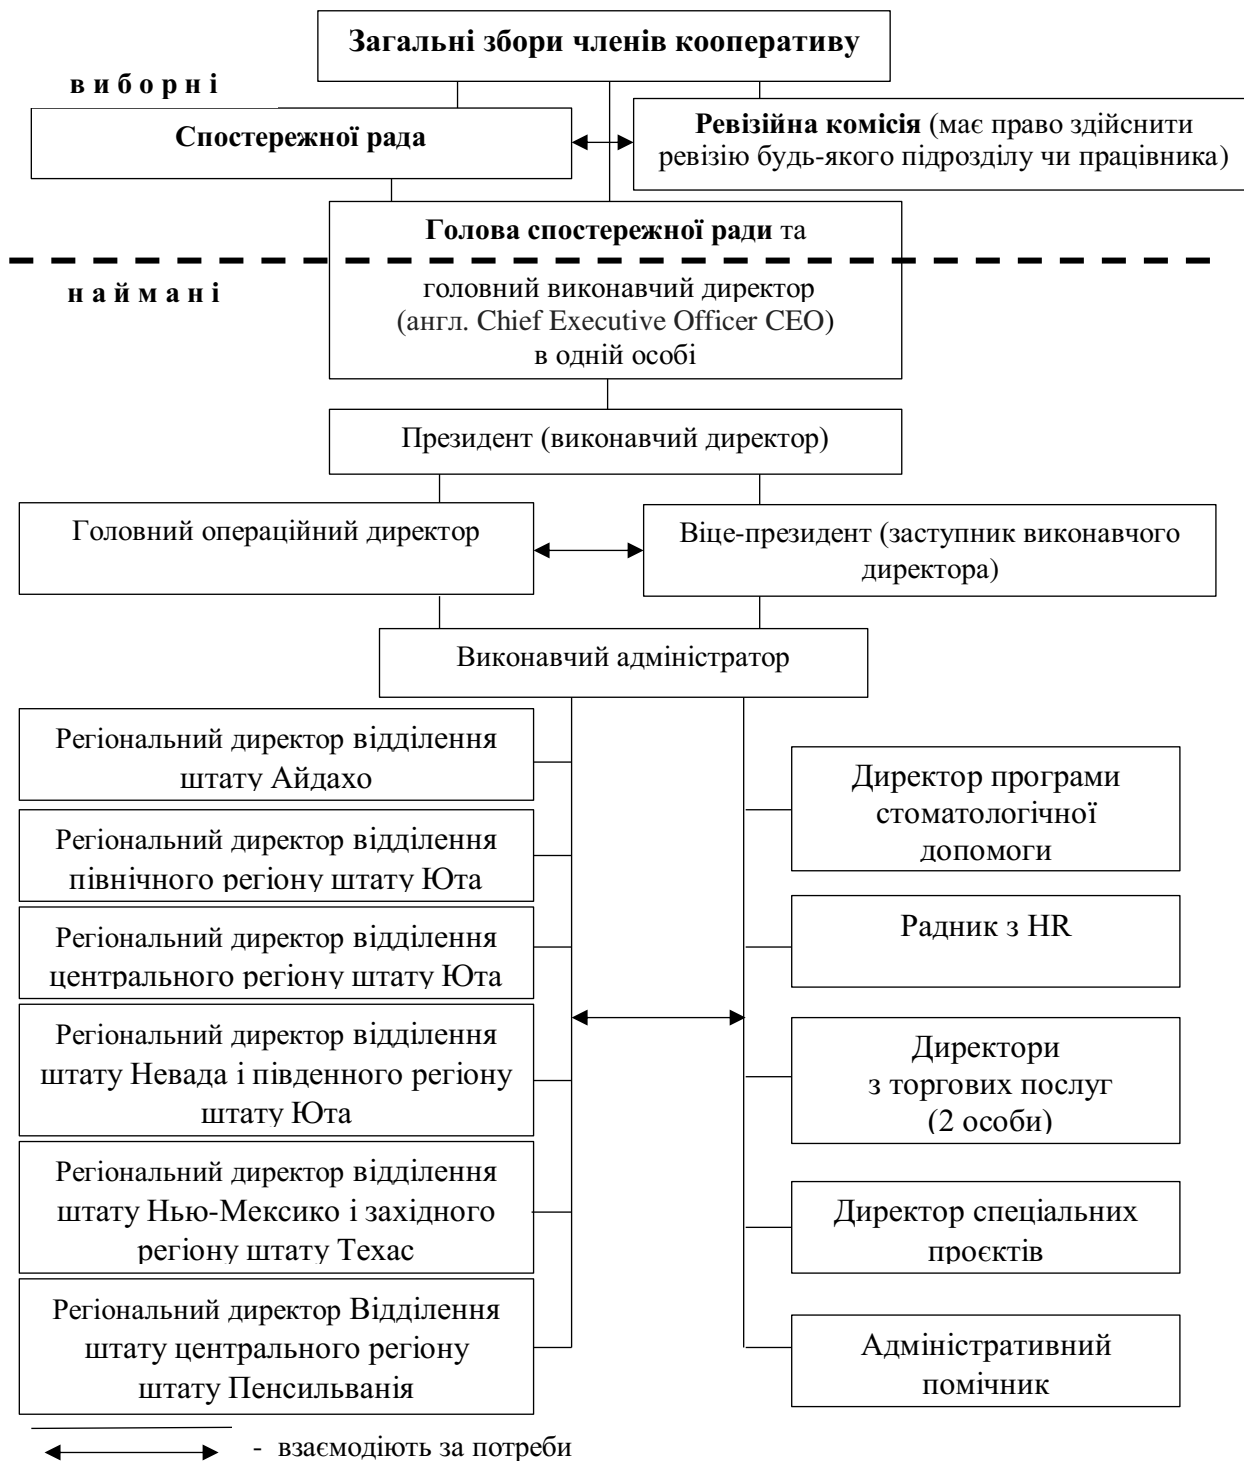 Загальні збори членів кооперативу
виборні
Спостережної рада
Ревізійна комісія (має право здійснити
ревізію будь-якого підрозділу чи працівника)
Голова спостережної ради та
наймані
головний виконавчий директор
(англ. Chief Executive Officer CEO)
в одній особі
Президент (виконавчий директор)
Головний операційний директор
Віце-президент (заступник виконавчого
директора)
Виконавчий адміністратор
Регіональний директор відділення
штату Айдахо
Регіональний директор відділення
північного регіону штату Юта
Регіональний директор відділення
центрального регіону штату Юта
Регіональний директор відділення
штату Невада і південного регіону
штату Юта
Регіональний директор відділення
штату Нью-Мексико і західного
регіону штату Техас
Регіональний директор Відділення
штату центрального регіону
штату Пенсильванія
Директор програми
стоматологічної
допомоги
Радник з HR
Директори
з торгових послуг
(2 особи)
Директор спеціальних
проєктів
Адміністративний
помічник
- взаємодіють за потреби